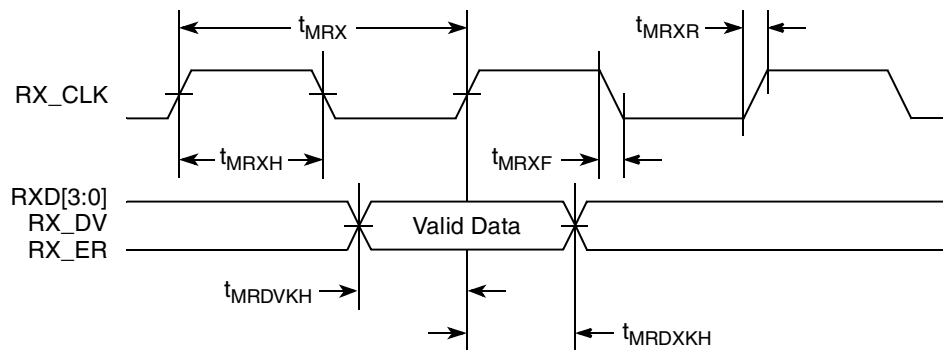 tMRX
tMRXR
RX_CLK
tMRXH
tMRXF
RXD[3:0]
RX_DV
RX_ER
Valid Data
tMRDVKH
tMRDXKH